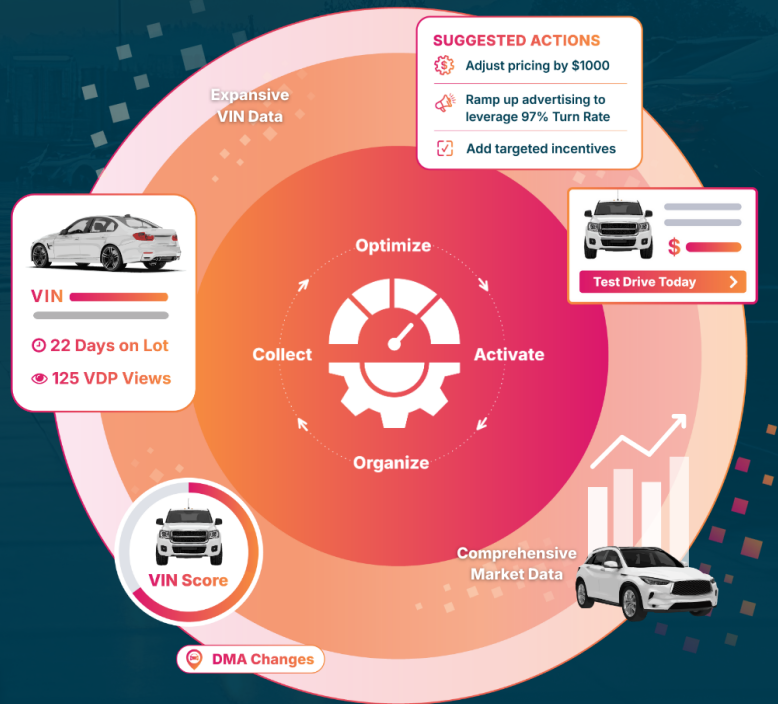 SUGGESTED ACTIONS
$
Adjust pricing by $1000
Ramp up advertising to
leverage 97% Turn Rate
Add targeted incentives
Expansive
VIN Data
$
Test Drive Today
VIN
22 Days on Lot
125 VDP Views
Optimize
Collect
Activate
Organize
VIN Score
Comprehensive
Market Data
DMA Changes